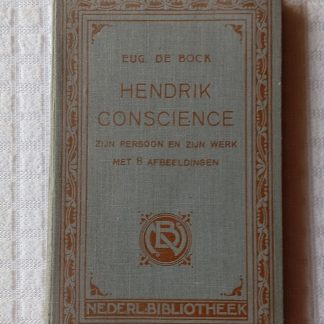 EUG. DE BOCK
HENDRIK
CONSCIENCE
ZIJN PERSOON EN ZIJN WERK
MET 8 AFBEELDINGEN
NEDERL. BIBLIOTHEEK